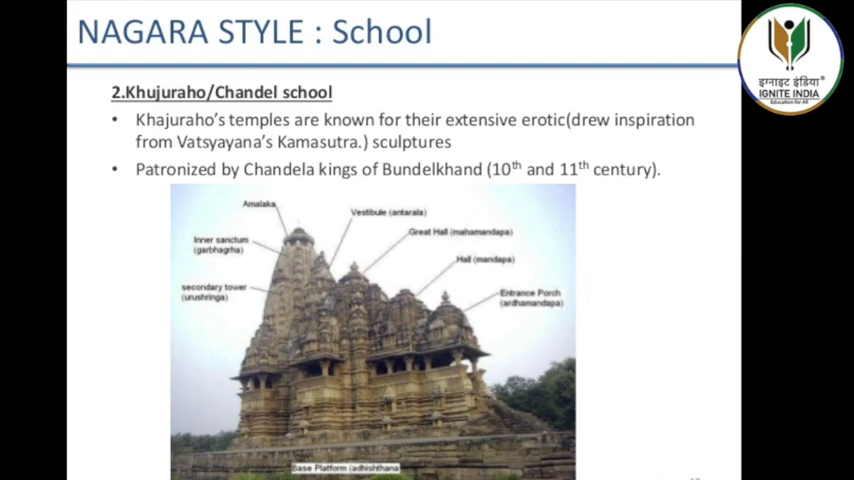 NAGARA STYLE : School
इग्नाइट इंडिया®
IGNITE INDIA
Education for All
2.Khujuraho/Chandel school
• Khajuraho's temples are known for their extensive erotic(drew inspiration
from Vatsyayana's Kamasutra.) sculptures
• Patronized by Chandela kings of Bundelkhand (10th and 11th century).
Amalaka
Vestibule (antarala)
Great Hall (mahamandapa)
Inner sanctum
(garbhagrha)
Hall (mandapa)
secondary tower
(urushringa)
Entrance Porch
(ardhamandapa)
Base Platform (adhishthana